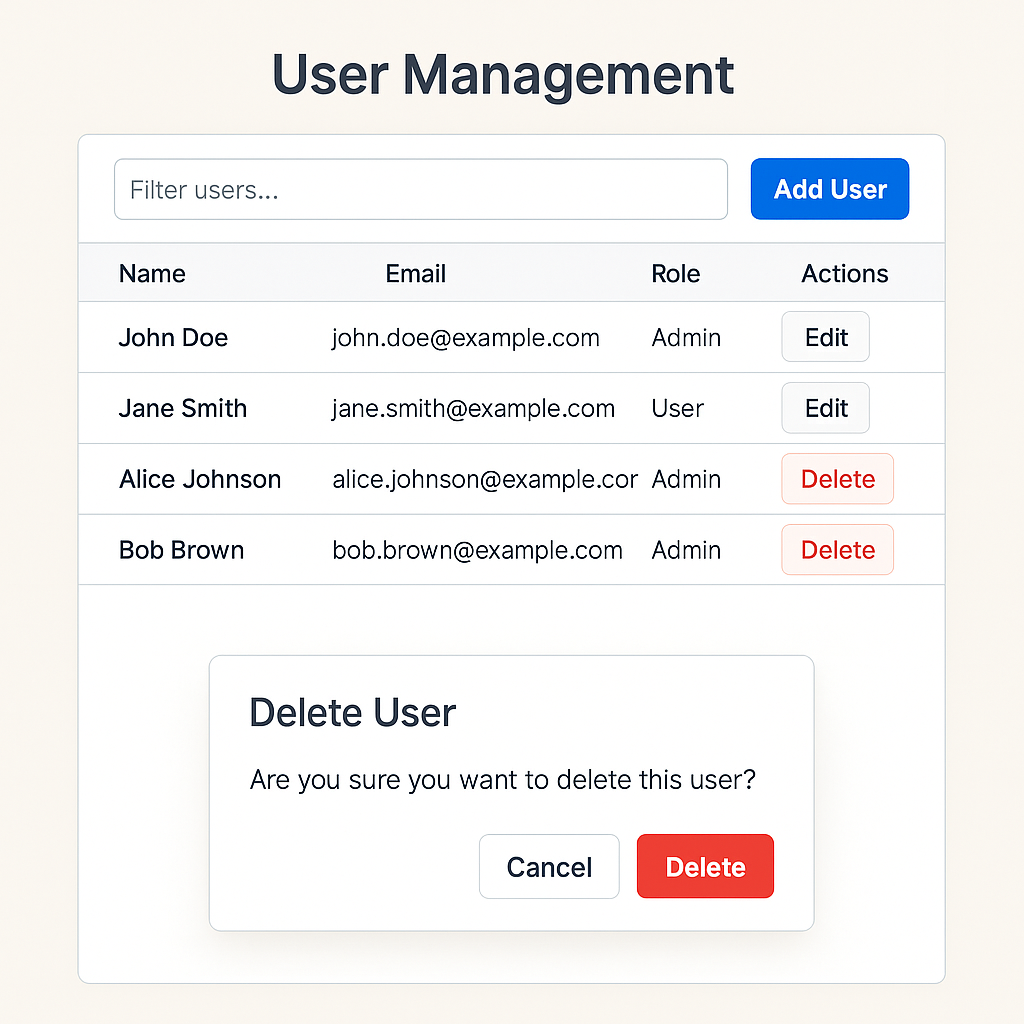 User Management
Filter users...
Add User
Name Email Role Actions
John Doe john.doe@example.com Admin Edit
Jane Smith jane.smith@example.com User Edit
Alice Johnson alice.johnson@example.cor Admin Delete
Bob Brown bob.brown@example.com Admin Delete
Delete User
Are you sure you want to delete this user?
Cancel Delete